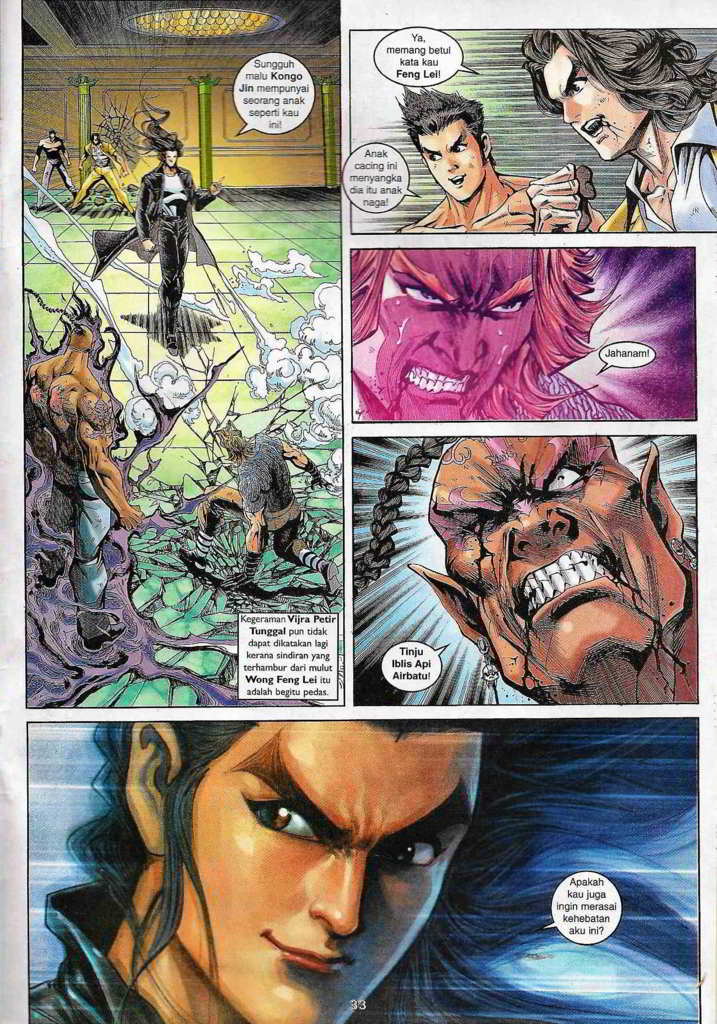 Sungguh
malu Kongo
Jin mempunyai
seorang anak
seperti kau
ini!
Ya,
memang betul
kata kau
Feng Lei!
Anak
cacing ini
menyangka
dia itu anak
naga!
Jahanam!
Kegeraman Vijra Petir
Tunggal pun tidak
dapat dikatakan lagi
kerana sindiran yang
terhambur dari mulut
Wong Feng Lei itu
adalah begitu pedas.
Tinju
Iblis Api
Airbatu!
Apakah
kau juga
ingin merasai
kehebatan
aku ini?
33